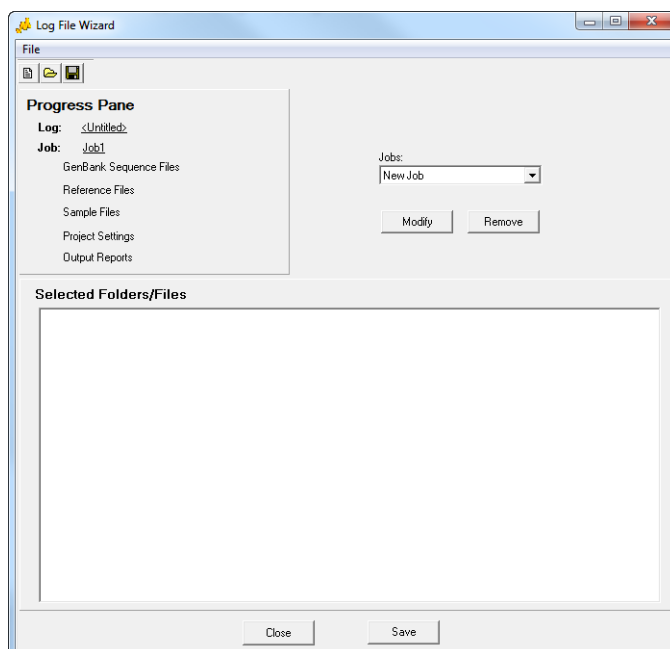 Log File Wizard
File
Progress Pane
Log: <Untitled>
Job: Job1
GenBank Sequence Files
Reference Files
Sample Files
Project Settings
Output Reports
Jobs:
New Job
Modify Remove
Selected Folders/Files
Close Save